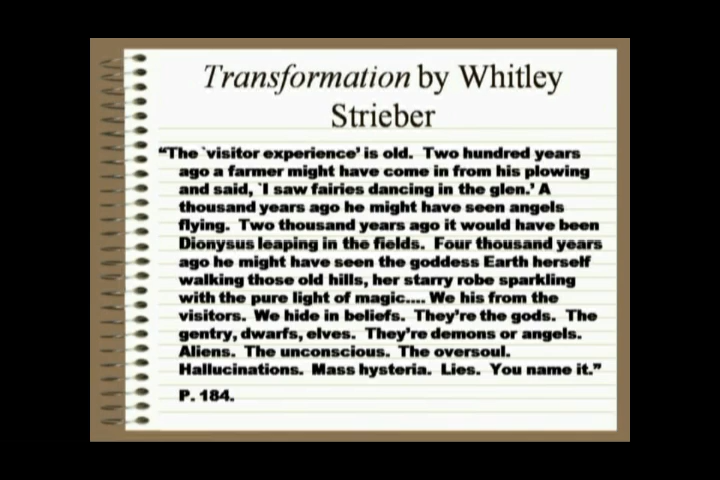 Transformation by Whitley
Strieber
“The `visitor experience’ is old.  Two hundred years
ago a farmer might have come in from his plowing
and said, `I saw fairies dancing in the glen.’ A
thousand years ago he might have seen angels
flying.  Two thousand years ago it would have been
Dionysus leaping in the fields.  Four thousand years
ago he might have seen the goddess Earth herself
walking those old hills, her starry robe sparkling
with the pure light of magic.... We his from the
visitors.  We hide in beliefs.  They’re the gods.  The
gentry, dwarfs, elves.  They’re demons or angels.
Aliens.  The unconscious.  The oversoul.
Hallucinations.  Mass hysteria.  Lies.  You name it.”
P. 184.